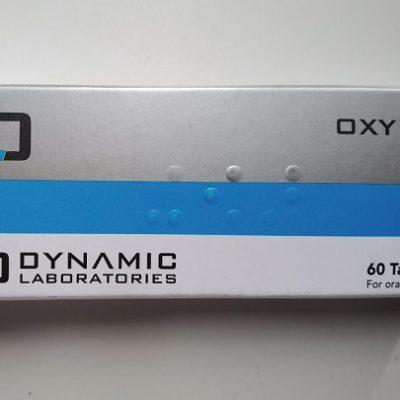 OXY
DYNAMIC
LABORATORIES
60 Ta
For ora